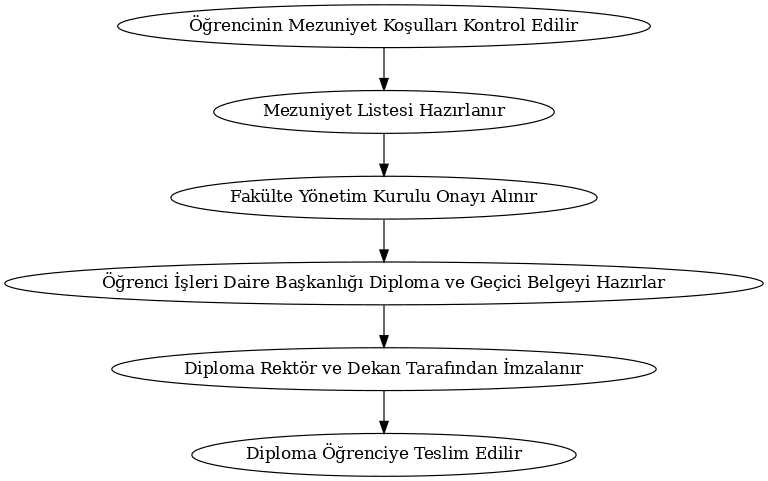 Öğrencinin Mezuniyet Koşulları Kontrol Edilir
Mezuniyet Listesi Hazırlanır
Fakülte Yönetim Kurulu Onayı Alınır
Öğrenci İşleri Daire Başkanlığı Diploma ve Geçici Belgeyi Hazırlar
Diploma Rektör ve Dekan Tarafından İmzalanır
Diploma Öğrenciye Teslim Edilir